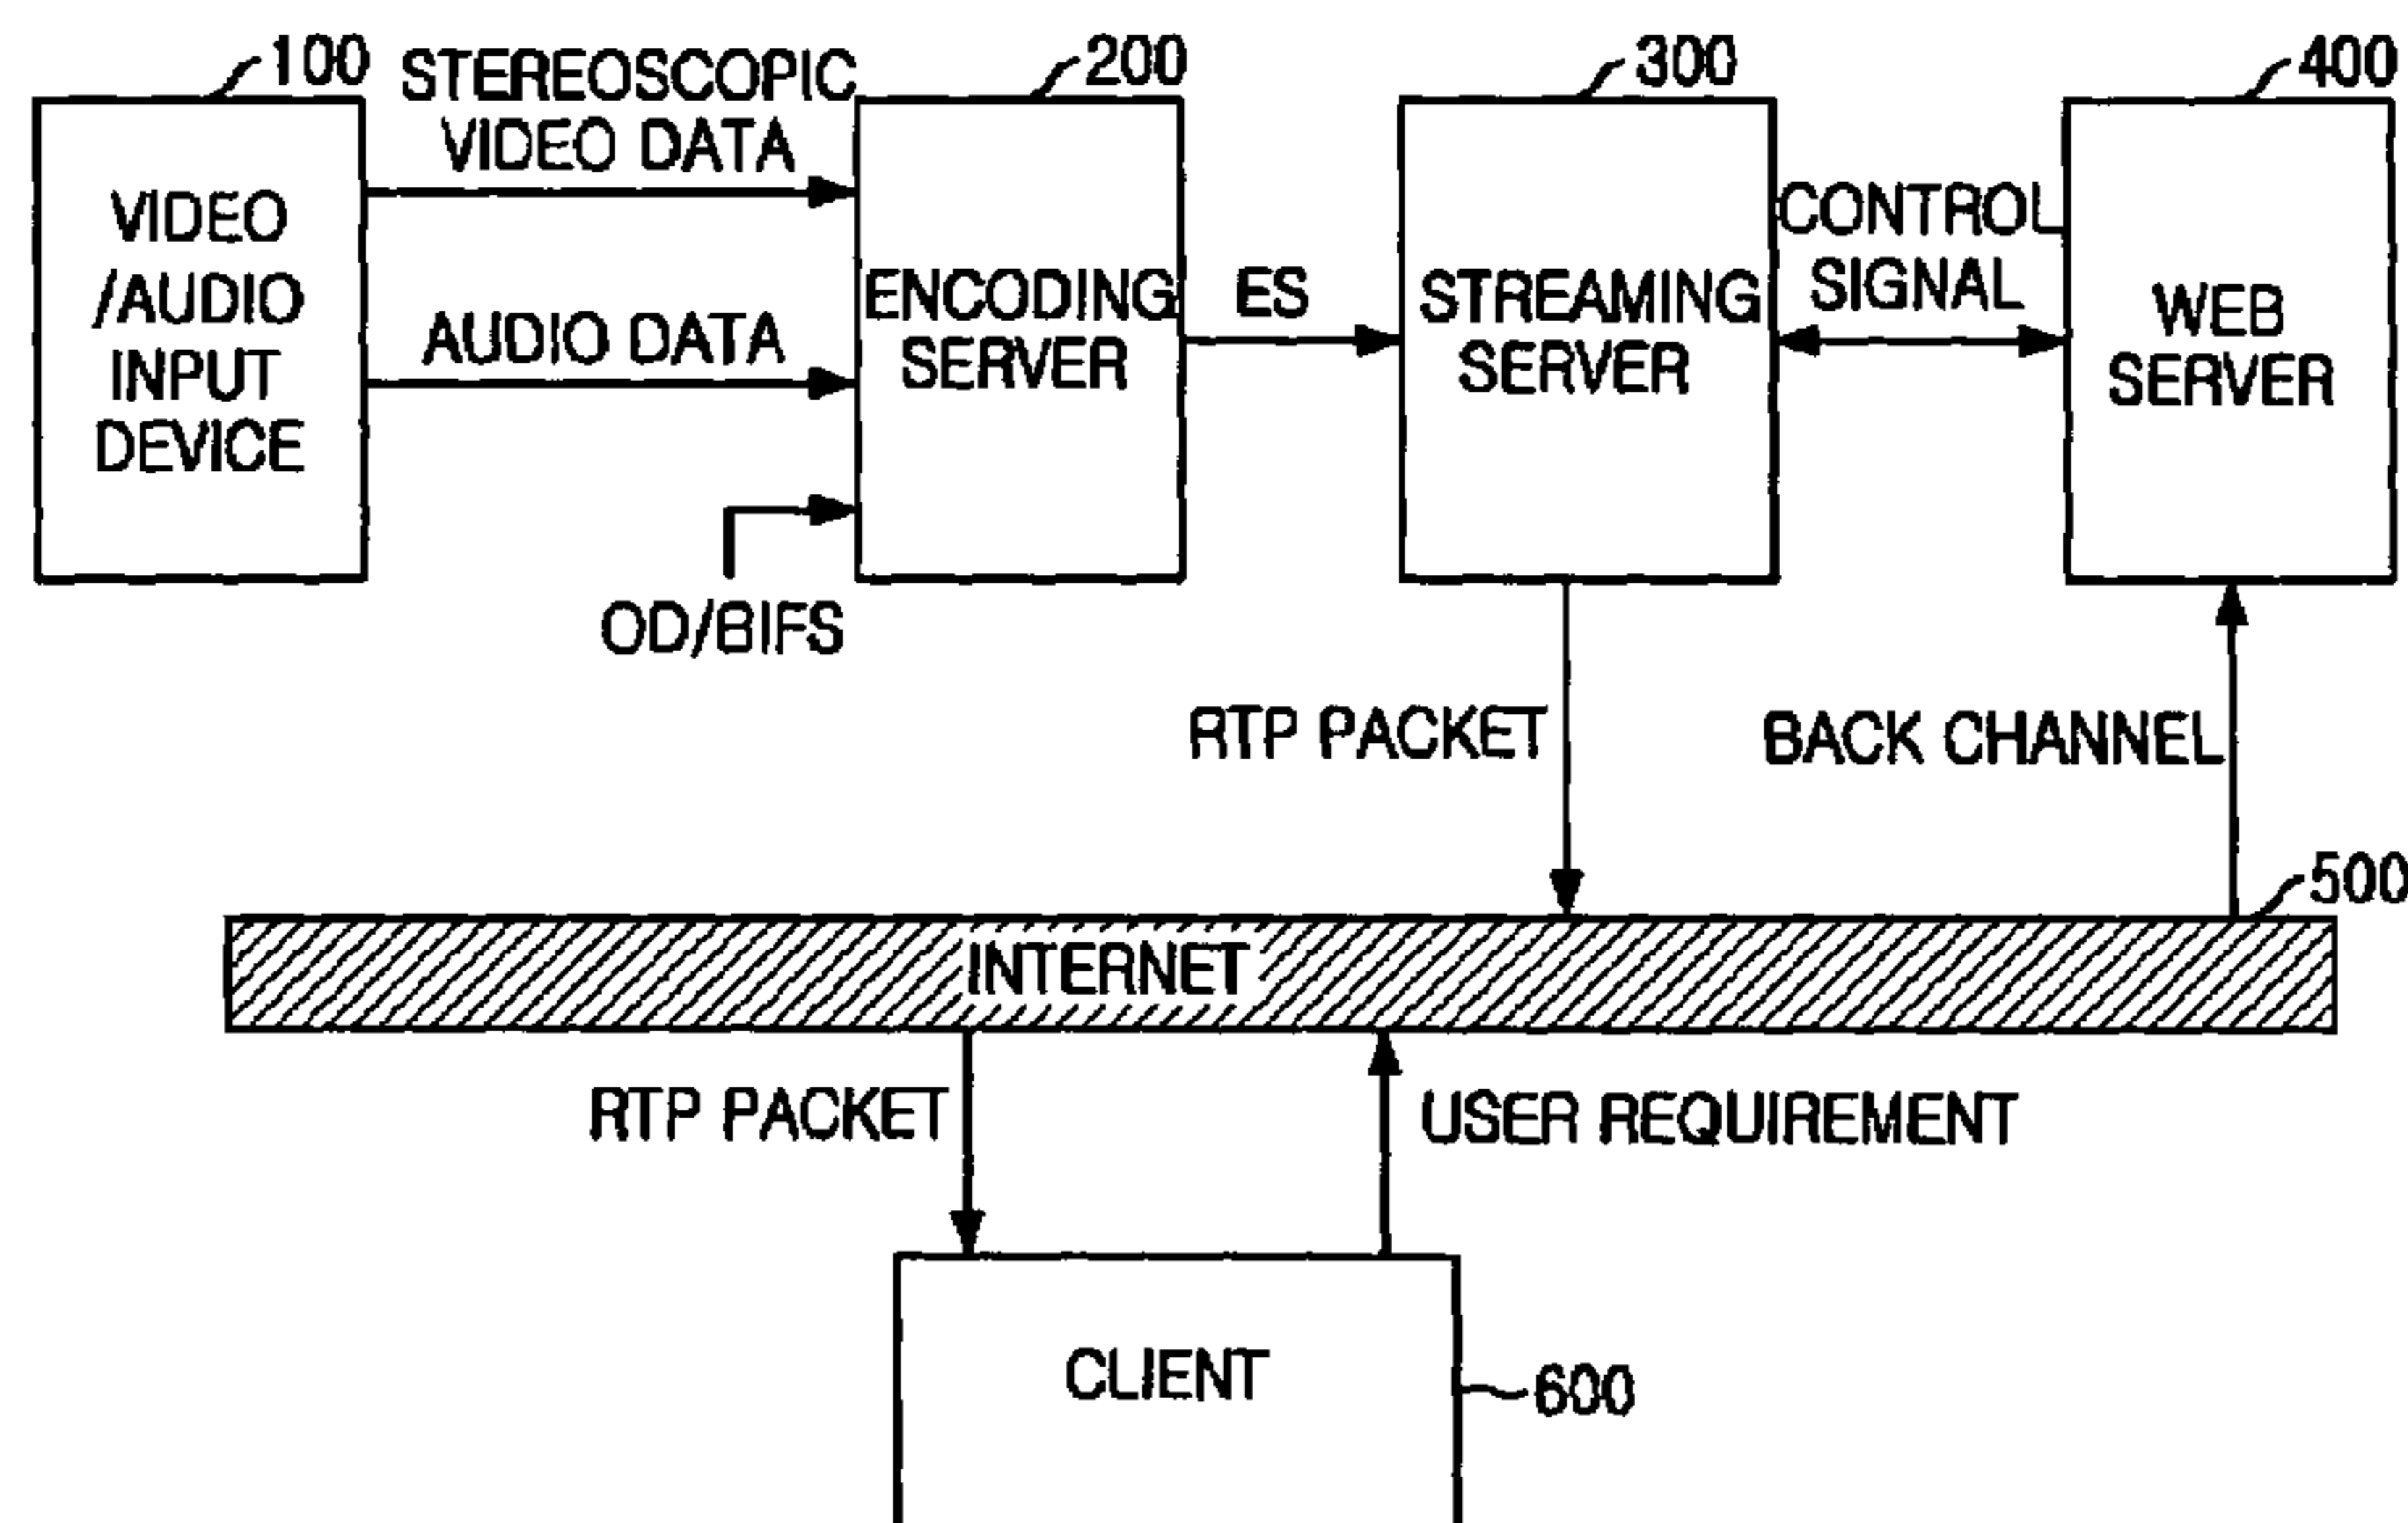 100
STEREOSCOPIC
VIDEO DATA
200
300
400
VIDEO
/AUDIO
INPUT
DEVICE
AUDIO DATA
OD/BIFS
ENCODING
SERVER
ES
STREAMING
SERVER
CONTROL
SIGNAL
WEB
SERVER
RTP PACKET
BACK CHANNEL
500
INTERNET
RTP PACKET
USER REQUIREMENT
CLIENT
600